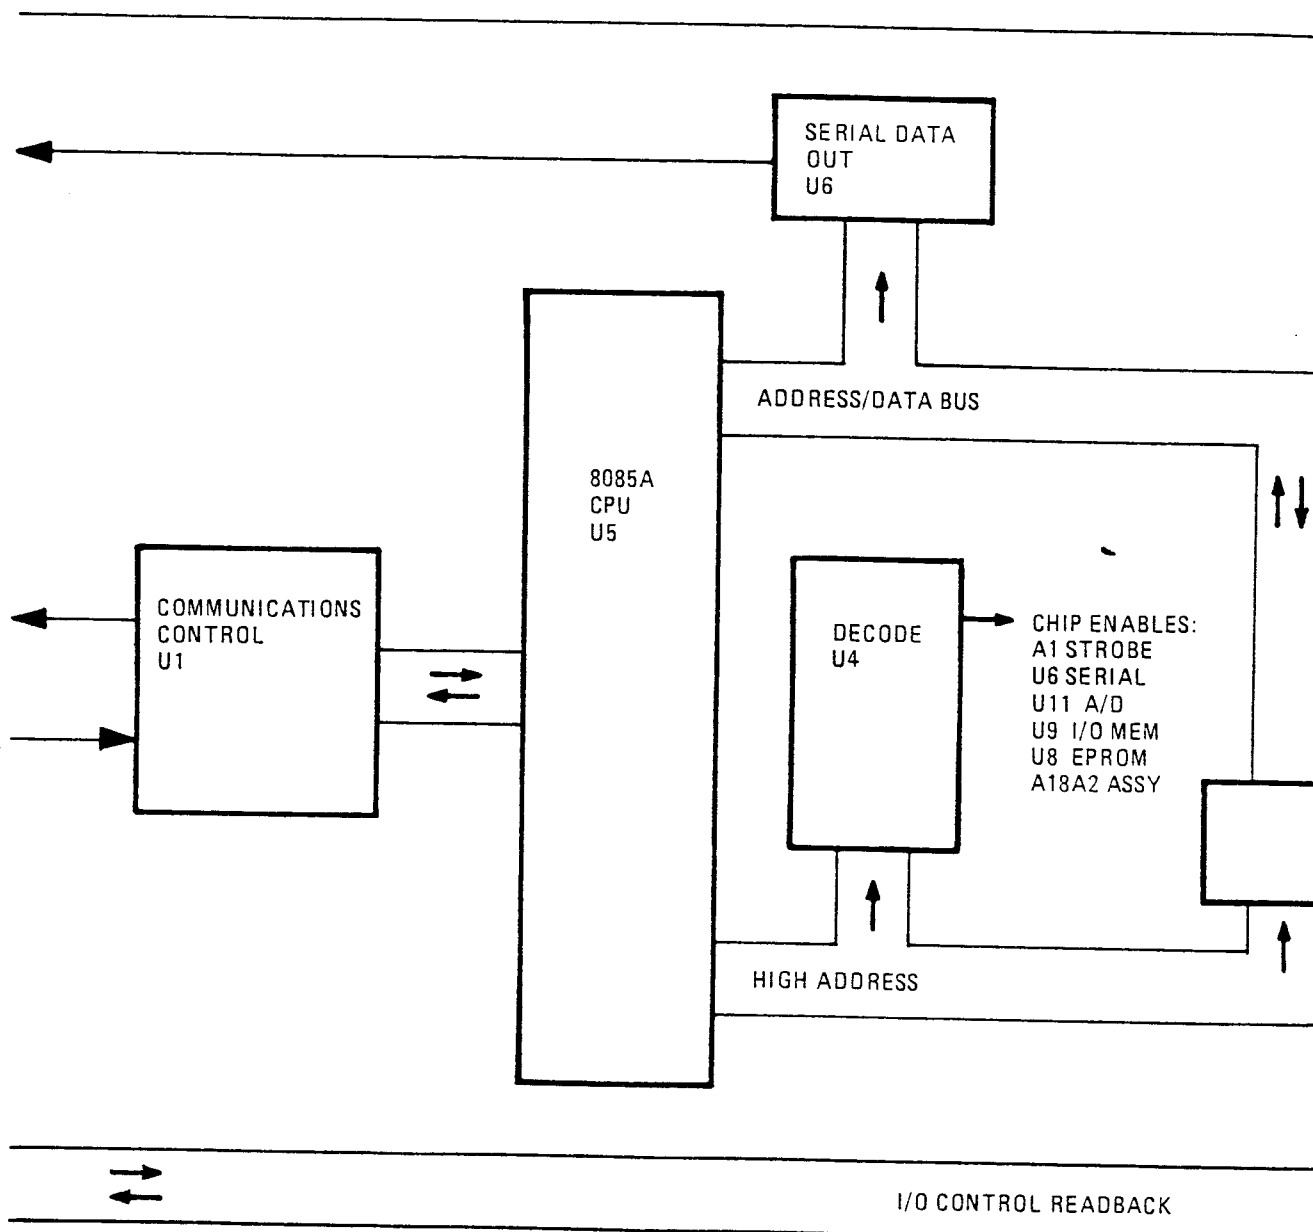 SERIAL DATA
OUT
U6
ADDRESS/DATA BUS
8085A
CPU
U5
COMMUNICATIONS
CONTROL
U1
DECODE
U4
CHIP ENABLES:
A1 STROBE
U6 SERIAL
U11 A/D
U9 I/O MEM
U8 EPROM
A18A2 ASSY
HIGH ADDRESS
I/O CONTROL READBACK